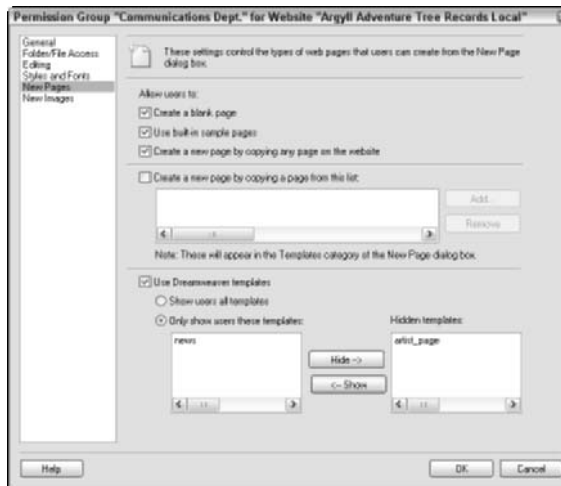 Permission Group "Communications Dept." for Website "Argyll Adventure Tree Records Local"
General
Folder/File Access
Editing
Styles and Fonts
New Pages
New Images
These settings control the types of web pages that users can create from the New Page
dialog box.
Allow users to:
Create a blank page
Use built-in sample pages
Create a new page by copying any page on the website
Create a new page by copying a page from this list:
Add...
Remove
Note: These will appear in the Templates category of the New Page dialog box.
Use Dreamweaver templates
Show users all templates
Only show users these templates:
Hidden templates:
news
artist_page
Hide ->
<- Show
Help
OK
Cancel